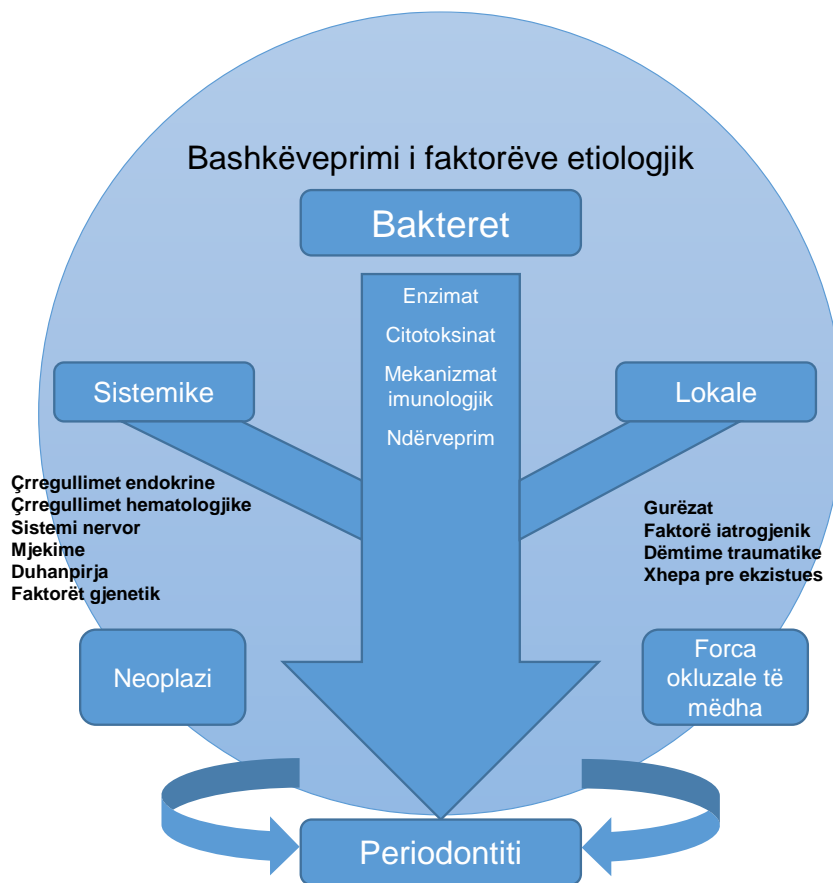 Bashkëveprimi i faktorëve etiologjik
Bakteret
Enzimat
Citotoksinat
Mekanizmat
imunologjik
Ndërveprim
Sistemike
Lokale
Çrregullimet endokrine
Çrregullimet hematologjike
Sistemi nervor
Mjekime
Duhanpirja
Faktorët gjenetik
Gurëzat
Faktorë iatrogjenik
Dëmtime traumatike
Xhepa pre ekzistues
Neoplazi
Forca
okluzale të
mëdha
Periodontiti